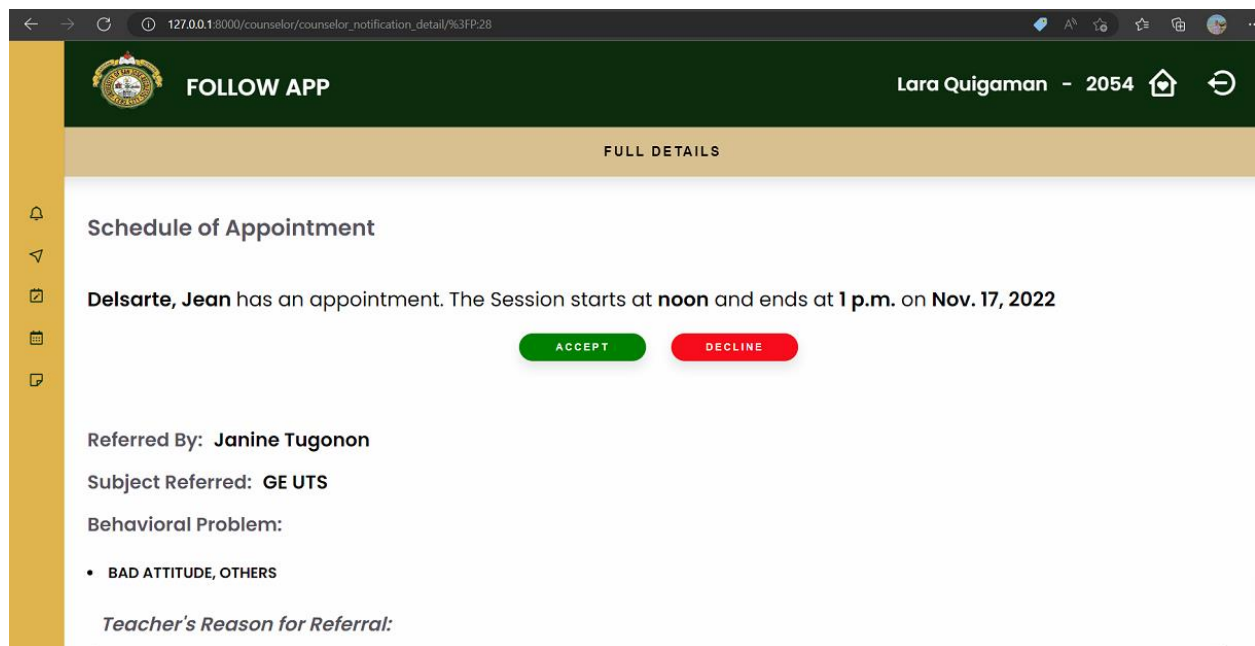 127.0.0.1:8000/counselor/counselor_notification_detail/%3FP:28
FOLLOW APP
Lara Quigaman - 2054
FULL DETAILS
Schedule of Appointment
Delsarte, Jean has an appointment. The Session starts at noon and ends at 1 p.m. on Nov. 17, 2022
ACCEPT DECLINE
Referred By: Janine Tugonon
Subject Referred: GE UTS
Behavioral Problem:
• BAD ATTITUDE, OTHERS
Teacher's Reason for Referral: